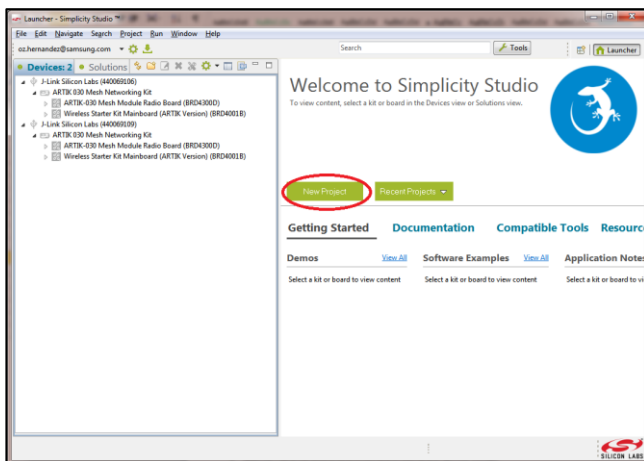 Launcher - Simplicity Studio™
File Edit Navigate Search Project Run Window Help
oz.hernandez@samsung.com
Search
Tools
Launcher
Devices: 2
Solutions
J-Link Silicon Labs (440069106)
ARTIK 030 Mesh Networking Kit
ARTIK-030 Mesh Module Radio Board (BRD4300D)
Wireless Starter Kit Mainboard (ARTIK Version) (BRD4001B)
J-Link Silicon Labs (440069109)
ARTIK 030 Mesh Networking Kit
ARTIK-030 Mesh Module Radio Board (BRD4300D)
Wireless Starter Kit Mainboard (ARTIK Version) (BRD4001B)
Welcome to Simplicity Studio
To view content, select a kit or board in the Devices view or Solutions view.
New Project
Recent Projects
Getting Started Documentation Compatible Tools Resourc
Demos View All Software Examples View All Application Notes
Select a kit or board to view content Select a kit or board to view content Select a kit or board to vi
SILICON LABS